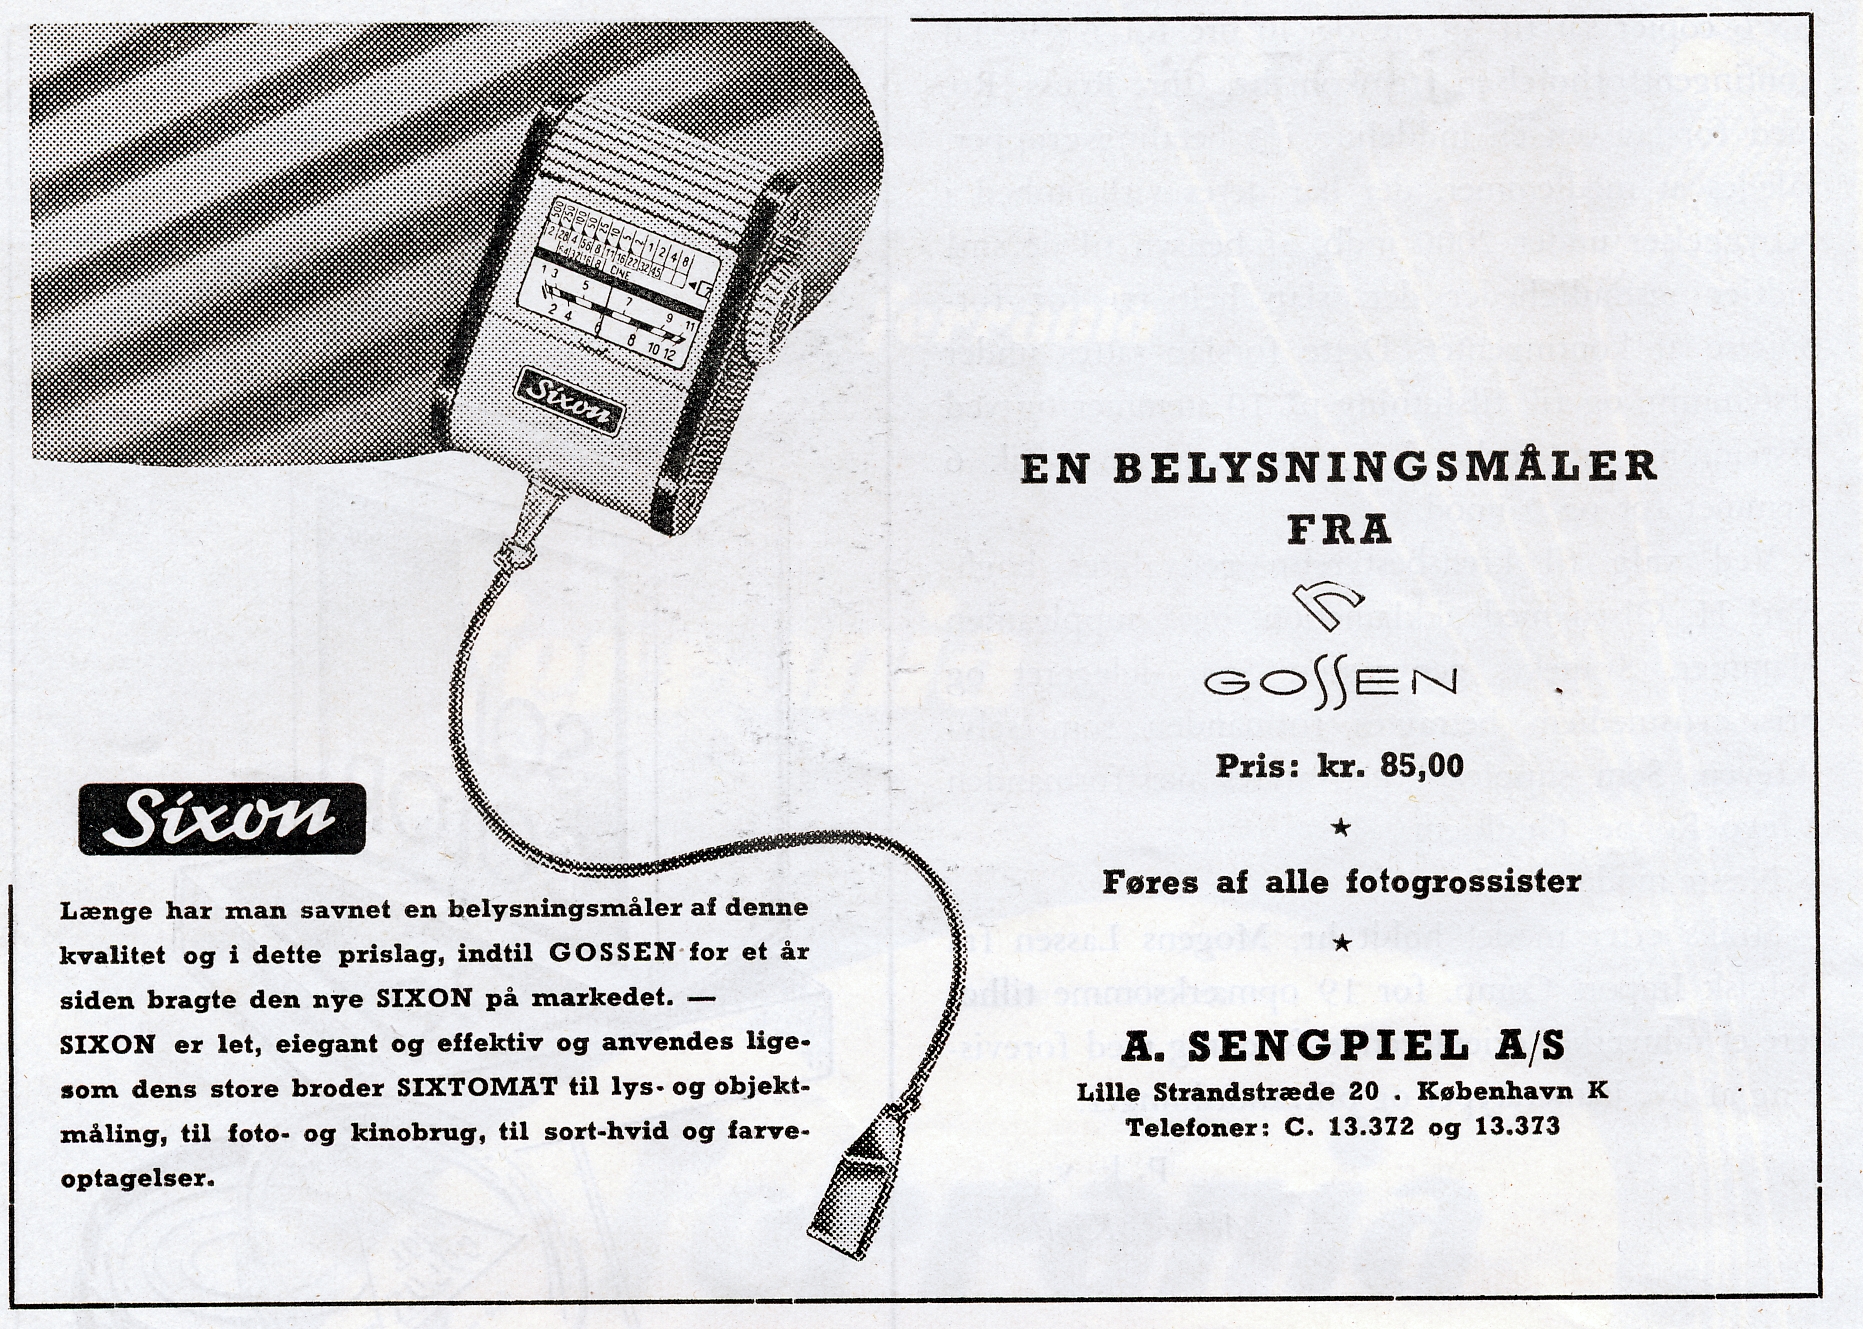 Sixon
Sixon
Længe har man savnet en belysningsmåler af denne
kvalitet og i dette prislag, indtil GOSSEN for et år
siden bragte den nye SIXON på markedet. —
SIXON er let, eiegant og effektiv og anvendes lige-
som dens store broder SIXTOMAT til lys- og objekt-
måling, til foto- og kinobrug, til sort-hvid og farve-
optagelser.
EN BELYSNINGSMÅLER
FRA
GOSSEN
Pris: kr. 85,00
★
Føres af alle fotogrossister
★
A. SENGPIEL A/S
Lille Strandstræde 20 . København K
Telefoner: C. 13.372 og 13.373